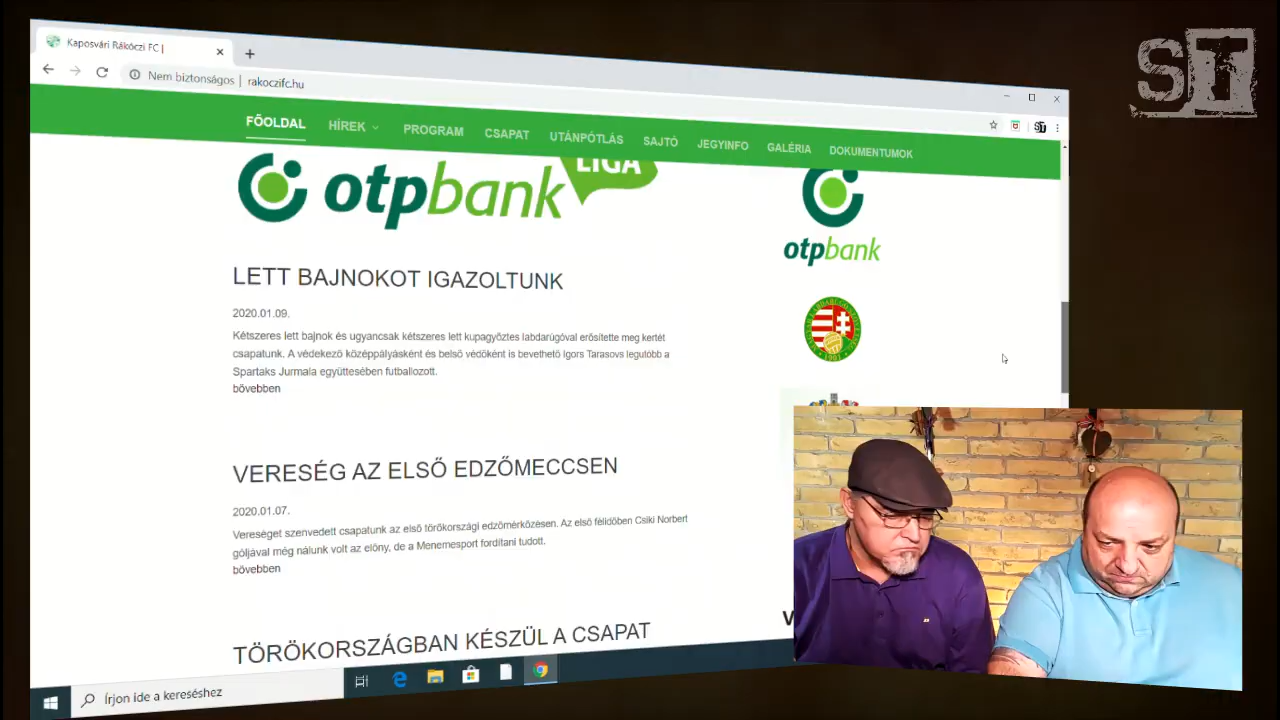 ST
Kaposvári Rákóczi FC |
Nem biztonságos | rakoczifc.hu
FŐOLDAL HÍREK PROGRAM CSAPAT UTÁNPÓTLÁS SAJTÓ JEGYINFO GALÉRIA DOKUMENTUMOK
otpbank LIGA
otpbank
LETT BAJNOKOT IGAZOLTUNK
2020.01.09.
Kétszeres lett bajnok és ugyancsak kétszeres lett kupagyőztes labdarúgóval erősítette meg kertét
csapatunk. A védekező középpályásként és belső védőként is bevethető Igors Tarasovs legutóbb a
Spartaks Jurmala együttesében futballozott.
bővebben
VERESÉG AZ ELSŐ EDZŐMECCSEN
2020.01.07.
Vereséget szenvedett csapatunk az első törökországi edzőmérkőzésen. Az első félidőben Csiki Norbert
góljával még nálunk volt az előny, de a Menemesport fordítani tudott.
bővebben
TÖRÖKORSZÁGBAN KÉSZÜL A CSAPAT
Írjon ide a kereséshez